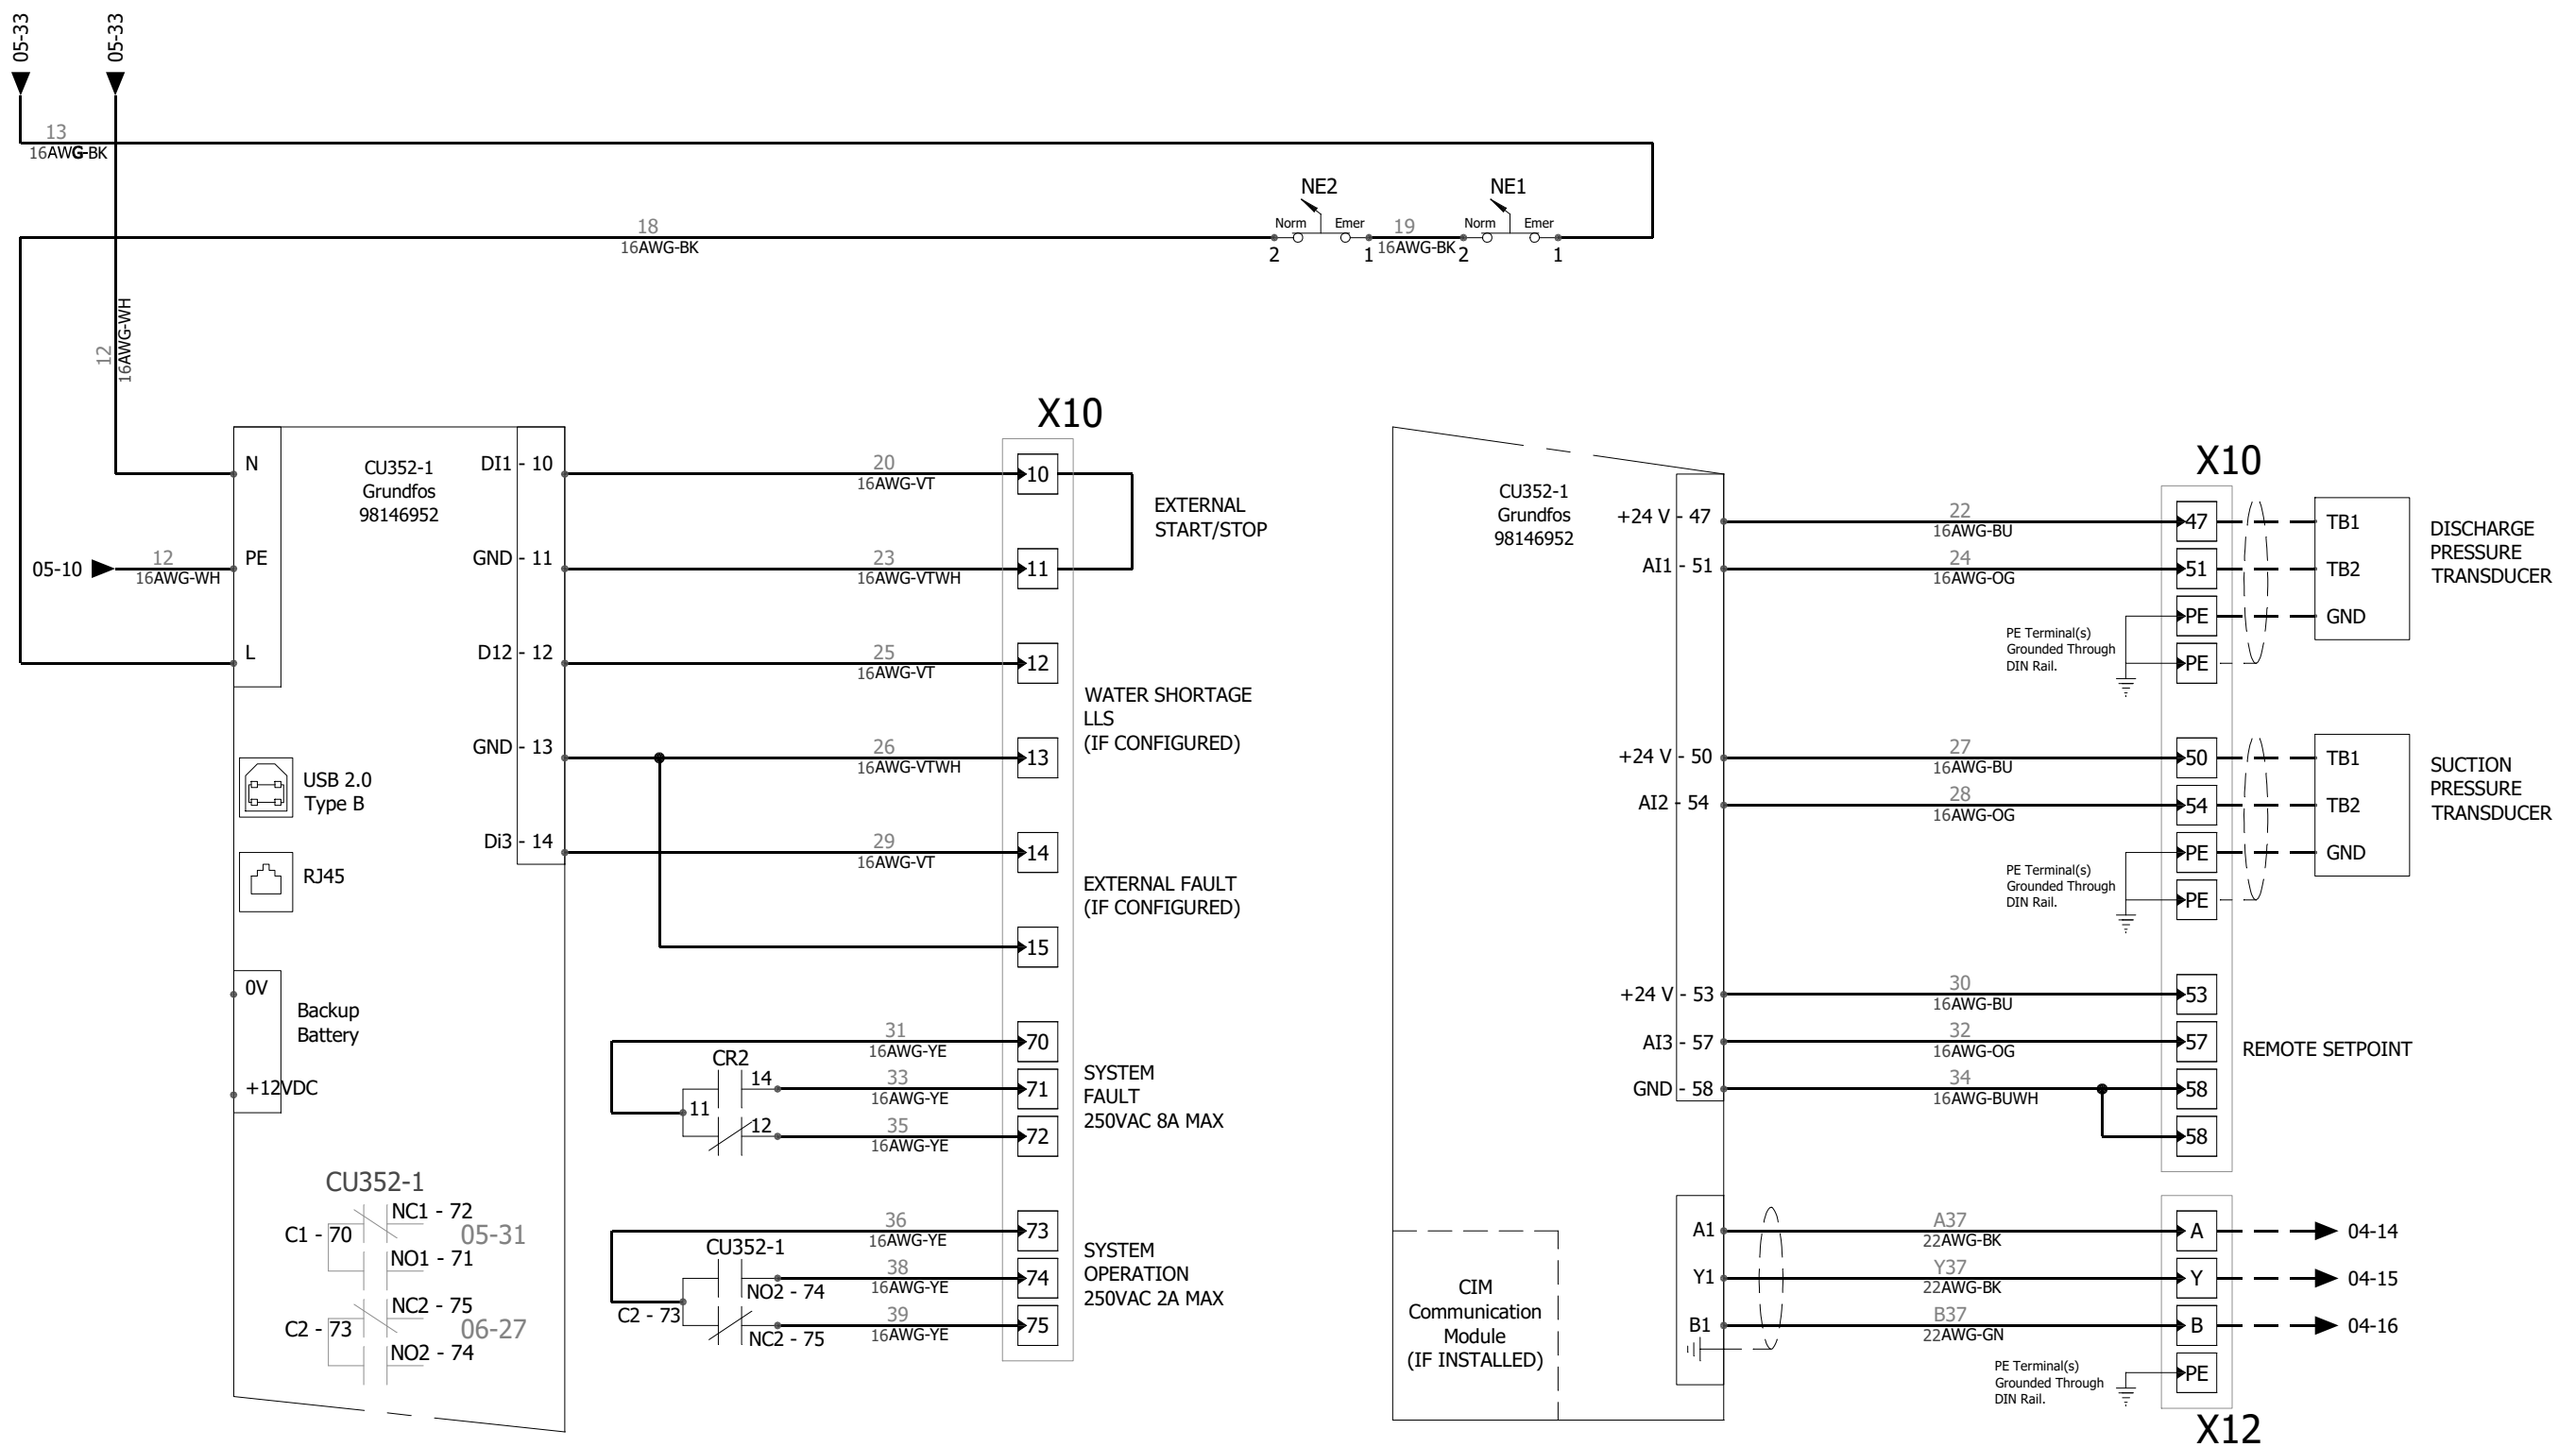 05-33
05-33
13
16AWG-BK
NE2
NE1
Norm
Emer
Norm
Emer
18
16AWG-BK
19
16AWG-BK
2
1
2
1
12
16AWG-WH
X10
N
CU352-1
Grundfos
98146952
DI1 - 10
20
16AWG-VT
10
EXTERNAL
START/STOP
05-10
12
16AWG-WH
PE
GND - 11
23
16AWG-VTWH
11
L
D12 - 12
25
16AWG-VT
12
WATER SHORTAGE
LLS
(IF CONFIGURED)
GND - 13
26
16AWG-VTWH
13
USB 2.0
Type B
Di3 - 14
29
16AWG-VT
14
RJ45
EXTERNAL FAULT
(IF CONFIGURED)
15
0V
Backup
Battery
+12VDC
31
16AWG-YE
70
CR2
14
33
16AWG-YE
71
11
12
35
16AWG-YE
72
SYSTEM
FAULT
250VAC 8A MAX
CU352-1
NC1 - 72
C1 - 70
05-31
NO1 - 71
NC2 - 75
C2 - 73
06-27
NO2 - 74
36
16AWG-YE
73
CU352-1
38
16AWG-YE
74
NO2 - 74
C2 - 73
39
16AWG-YE
75
NC2 - 75
SYSTEM
OPERATION
250VAC 2A MAX
X10
CU352-1
Grundfos
98146952
+24 V - 47
22
16AWG-BU
47
TB1
AI1 - 51
24
16AWG-OG
51
TB2
PE
GND
PE
DISCHARGE
PRESSURE
TRANSDUCER
PE Terminal(s)
Grounded Through
DIN Rail.
+24 V - 50
27
16AWG-BU
50
TB1
AI2 - 54
28
16AWG-OG
54
TB2
PE
GND
PE
SUCTION
PRESSURE
TRANSDUCER
PE Terminal(s)
Grounded Through
DIN Rail.
+24 V - 53
30
16AWG-BU
53
AI3 - 57
32
16AWG-OG
57
REMOTE SETPOINT
GND - 58
34
16AWG-BUWH
58
58
A1
A37
22AWG-BK
A
04-14
Y1
Y37
22AWG-BK
Y
04-15
B1
B37
22AWG-GN
B
04-16
CIM
Communication
Module
(IF INSTALLED)
PE Terminal(s)
Grounded Through
DIN Rail.
PE
X12